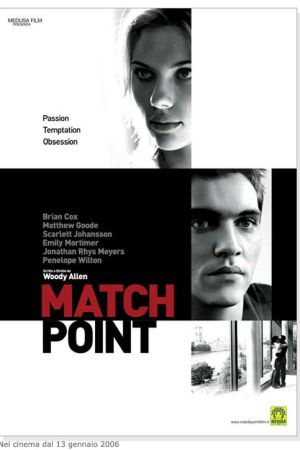 MEDUSA FILM
PRESENTA
Passion
Temptation
Obsession
Brian Cox
Matthew Goode
Scarlett Johansson
Emily Mortimer
Jonathan Rhys Meyers
Penelope Wilton
Scritto e diretto da
Woody Allen
MATCH
POINT
www.matchpointfilm.it
MEDUSA
Nei cinema dal 13 gennaio 2006